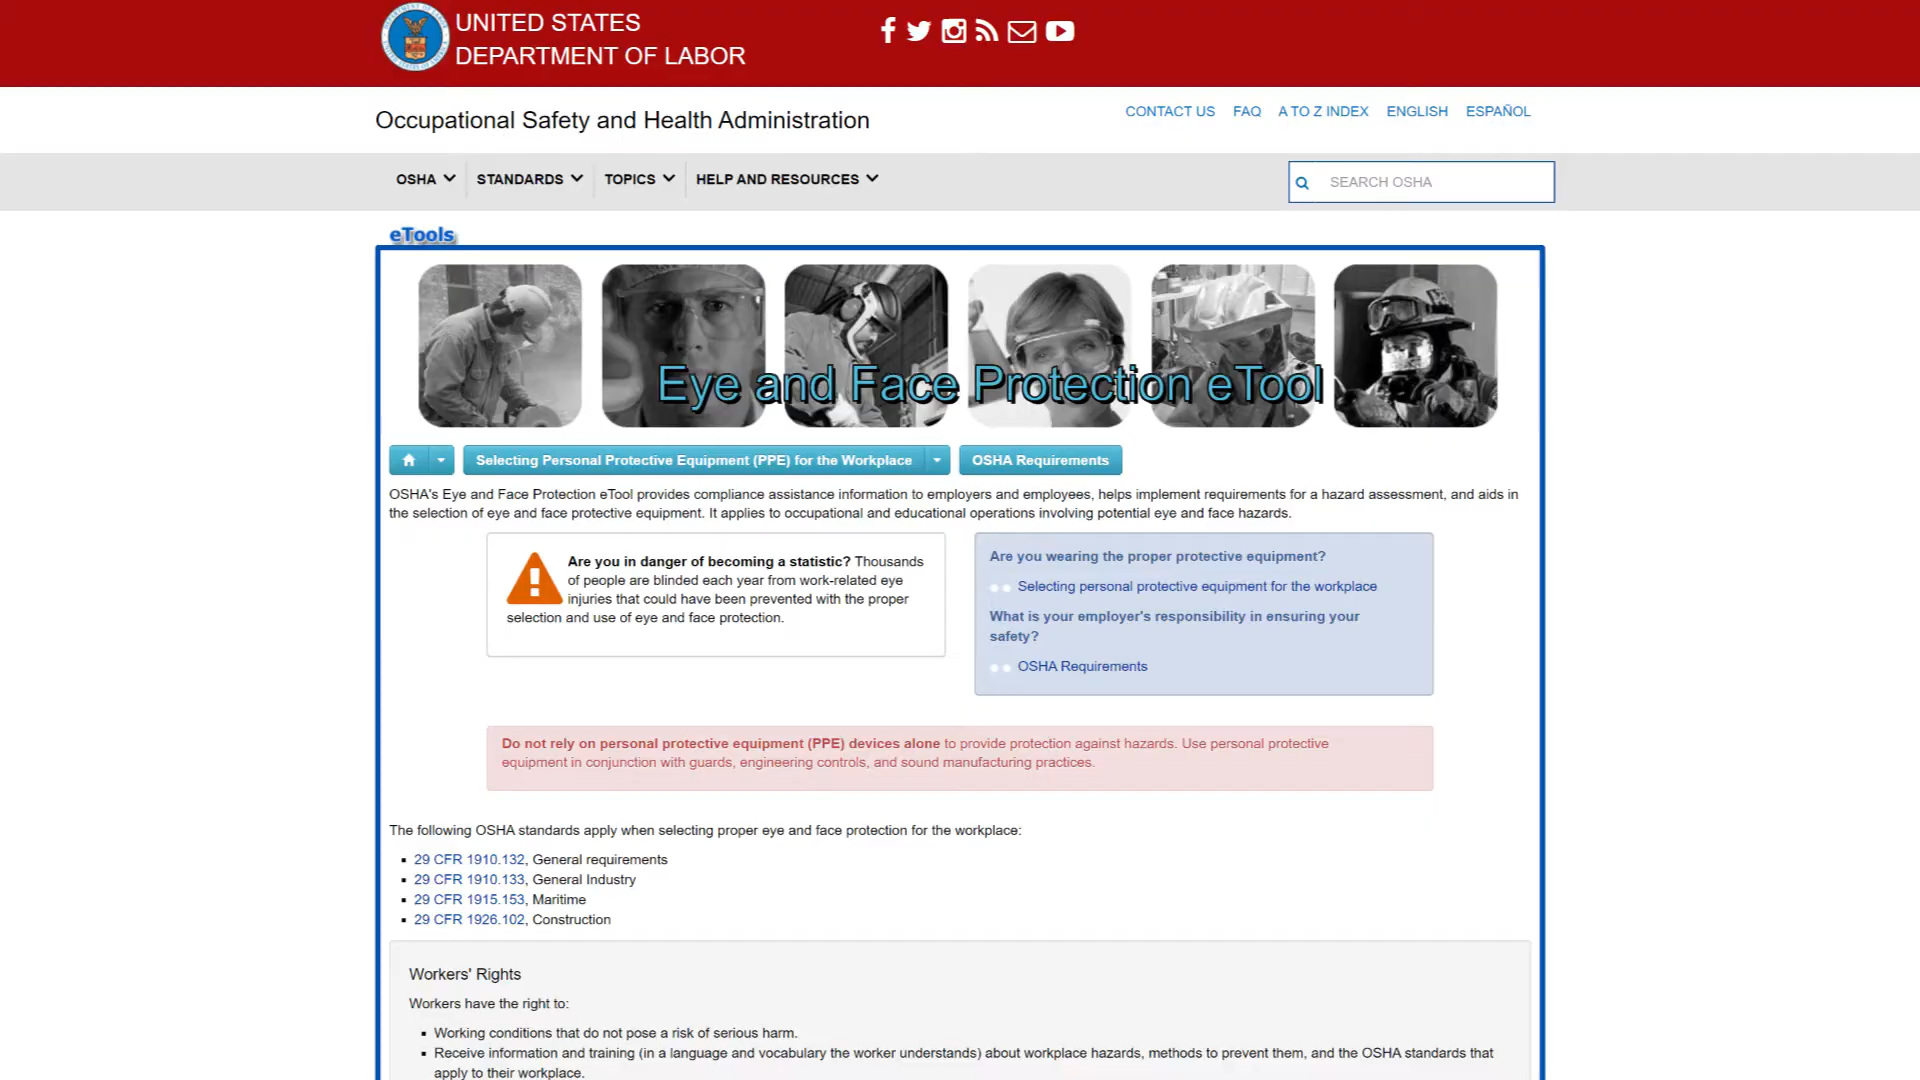 UNITED STATES
DEPARTMENT OF LABOR
Occupational Safety and Health Administration
CONTACT US FAQ A TO Z INDEX ENGLISH ESPAÑOL
OSHA STANDARDS TOPICS HELP AND RESOURCES
SEARCH OSHA
eTools
Eye and Face Protection eTool
Selecting Personal Protective Equipment (PPE) for the Workplace OSHA Requirements
OSHA's Eye and Face Protection eTool provides compliance assistance information to employers and employees, helps implement requirements for a hazard assessment, and aids in
the selection of eye and face protective equipment. It applies to occupational and educational operations involving potential eye and face hazards.
Are you in danger of becoming a statistic? Thousands
of people are blinded each year from work-related eye
injuries that could have been prevented with the proper
selection and use of eye and face protection.
Are you wearing the proper protective equipment?
Selecting personal protective equipment for the workplace
What is your employer's responsibility in ensuring your
safety?
OSHA Requirements
Do not rely on personal protective equipment (PPE) devices alone to provide protection against hazards. Use personal protective
equipment in conjunction with guards, engineering controls, and sound manufacturing practices.
The following OSHA standards apply when selecting proper eye and face protection for the workplace:
29 CFR 1910.132, General requirements
29 CFR 1910.133, General Industry
29 CFR 1915.153, Maritime
29 CFR 1926.102, Construction
Workers' Rights
Workers have the right to:
Working conditions that do not pose a risk of serious harm.
Receive information and training (in a language and vocabulary the worker understands) about workplace hazards, methods to prevent them, and the OSHA standards that
apply to their workplace.